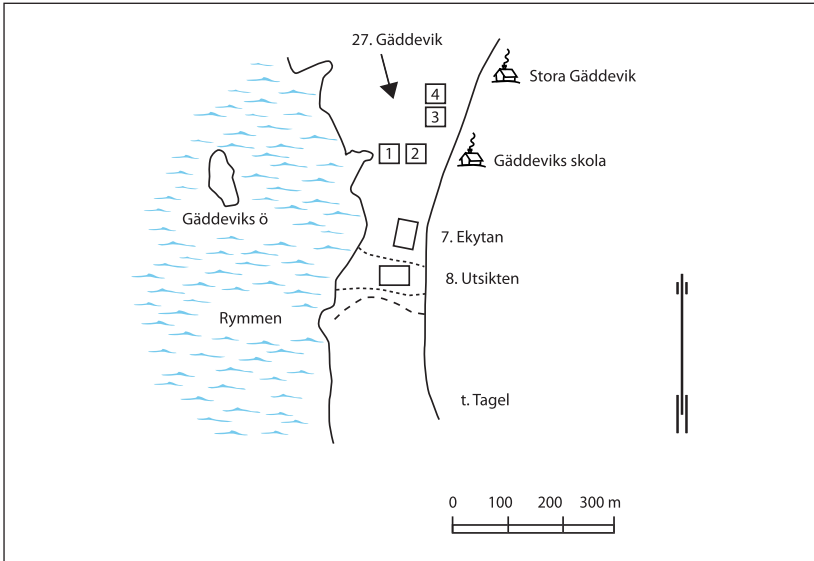 27. Gäddevik
Stora Gäddevik
4
3
1 2
Gäddeviks skola
Gäddeviks ö
7. Ekytan
8. Utsikten
Rymmen
t. Tagel
0 100 200 300 m